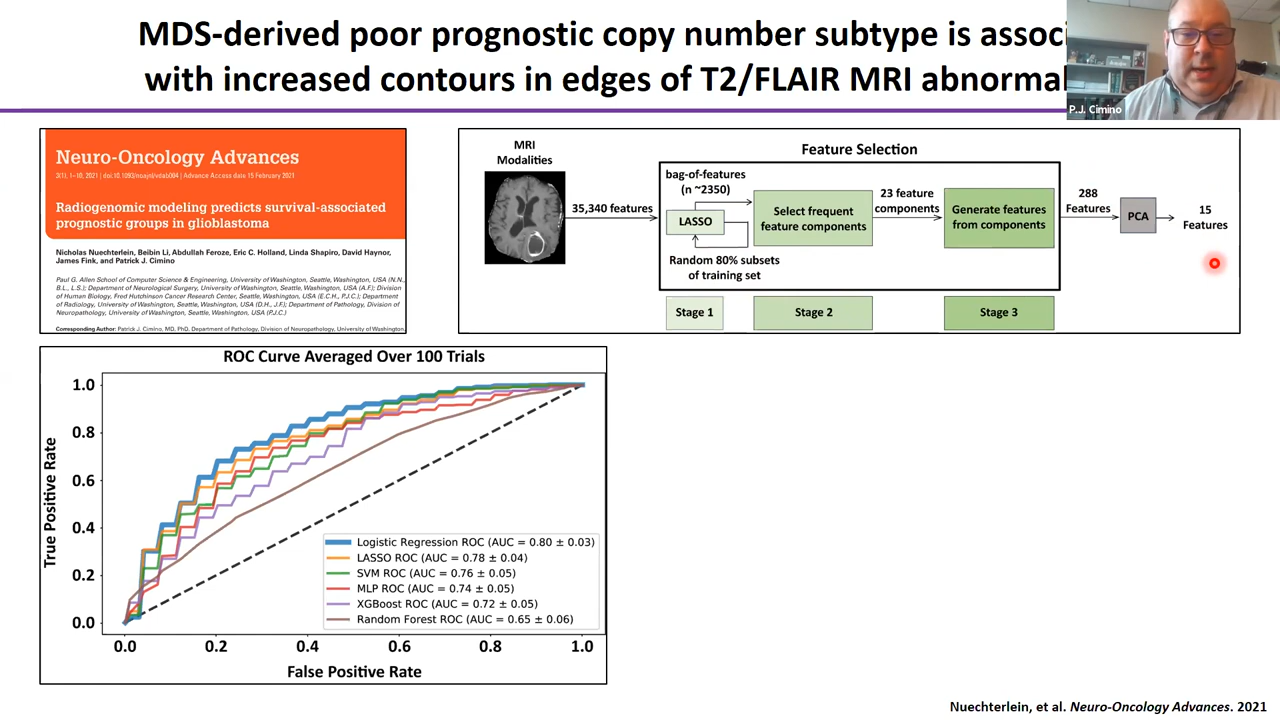 MDS-derived poor prognostic copy number subtype is
with increased contours in edges of T2/FLAIR MRI
P.J. Cimino
Neuro-Oncology Advances
3(1), 1–10, 2021 | doi:10.1093/noajnl/vdab004 | Advance Access date 15 February 2021
Radiogenomic modeling predicts survival-associated
prognostic groups in glioblastoma
Nicholas Nuechterlein, Beibin Li, Abdullah Feroze, Eric C. Holland, Linda Shapiro, David Haynor,
James Fink, and Patrick J. Cimino
Paul G. Allen School of Computer Science & Engineering, University of Washington, Seattle, Washington, USA (N.N.,
B.L., L.S.); Department of Neurological Surgery, University of Washington, Seattle, Washington, USA (A.F.); Division
of Human Biology, Fred Hutchinson Cancer Research Center, Seattle, Washington, USA (E.C.H., P.J.C.); Department
of Radiology, University of Washington, Seattle, Washington, USA (D.H., J.F.); Department of Pathology, Division of
Neuropathology, University of Washington, Seattle, Washington, USA (P.J.C.)
Corresponding Author: Patrick J. Cimino, MD, PhD, Department of Pathology, Division of Neuropathology, University of Washington,
MRI
Modalities
35,340 features
Feature Selection
bag-of-features
(n ~2350)
LASSO
Random 80% subsets
of training set
Select frequent
feature components
23 feature
components
Generate features
from components
288
Features
PCA
15
Features
Stage 1
Stage 2
Stage 3
ROC Curve Averaged Over 100 Trials
True Positive Rate
1.0
0.8
0.6
0.4
0.2
0.0
Logistic Regression ROC (AUC = 0.80 ± 0.03)
LASSO ROC (AUC = 0.78 ± 0.04)
SVM ROC (AUC = 0.76 ± 0.05)
MLP ROC (AUC = 0.74 ± 0.05)
XGBoost ROC (AUC = 0.72 ± 0.05)
Random Forest ROC (AUC = 0.65 ± 0.06)
0.0 0.2 0.4 0.6 0.8 1.0
False Positive Rate
Nuechterlein, et al. Neuro-Oncology Advances. 2021